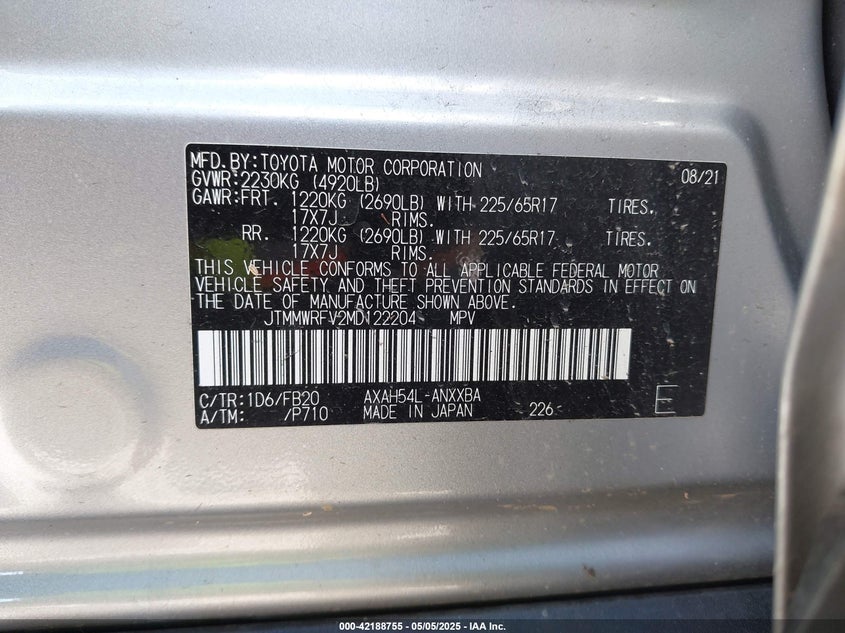 MFD.BY:TOYOTA MOTOR CORPORATION 08/21
GVWR:2230KG (4920LB)
GAWR:FRT. 1220KG (2690LB) WITH 225/65R17 TIRES.
17X7J RIMS.
RR. 1220KG (2690LB) WITH 225/65R17 TIRES.
17X7J RIMS.
THIS VEHICLE CONFORMS TO ALL APPLICABLE FEDERAL MOTOR
VEHICLE SAFETY AND THEFT PREVENTION STANDARDS IN EFFECT ON
THE DATE OF MANUFACTURE SHOWN ABOVE.
JTMMWRFV2MD122204 MPV
C/TR:1D6/FB20 AXAH54L-ANXXBA
A/TM: /P710 MADE IN JAPAN 226 E
000-42188755 - 05/05/2025 - IAA Inc.